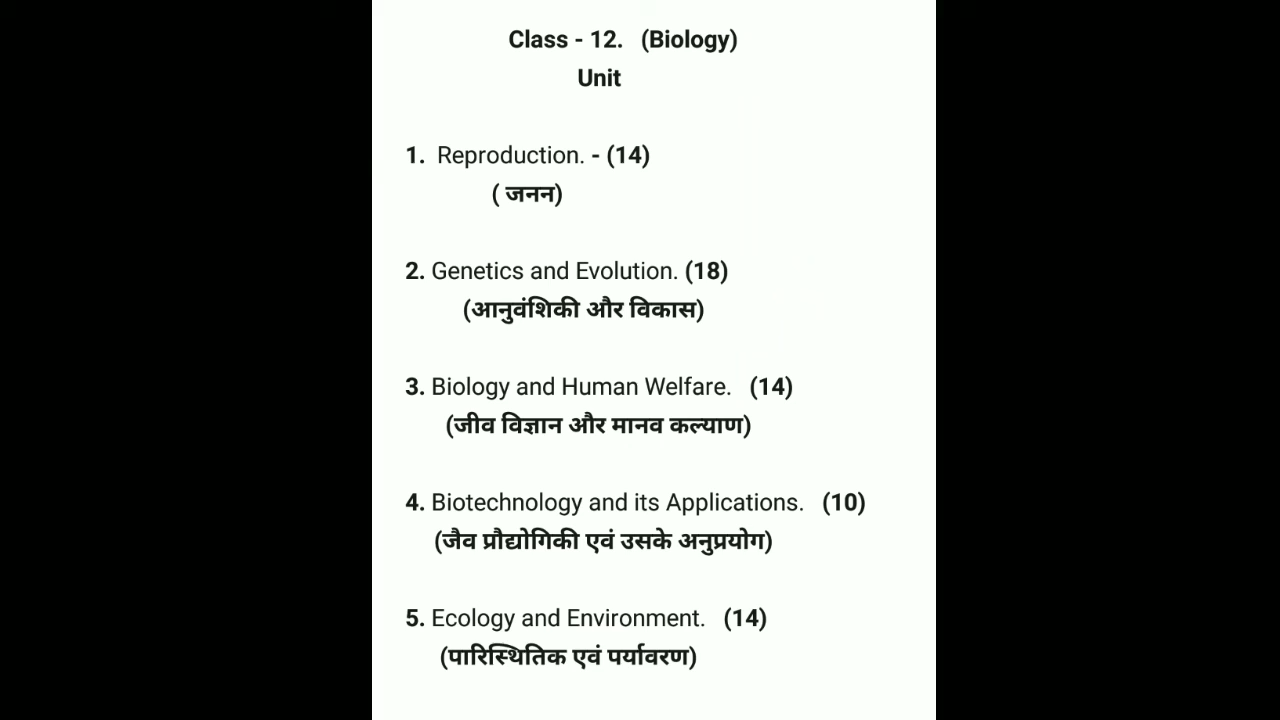 Class - 12. (Biology)
Unit
1. Reproduction. - (14)
( जनन)
2. Genetics and Evolution. (18)
(आनुवंशिकी और विकास)
3. Biology and Human Welfare. (14)
(जीव विज्ञान और मानव कल्याण)
4. Biotechnology and its Applications. (10)
(जैव प्रौद्योगिकी एवं उसके अनुप्रयोग)
5. Ecology and Environment. (14)
(पारिस्थितिक एवं पर्यावरण)